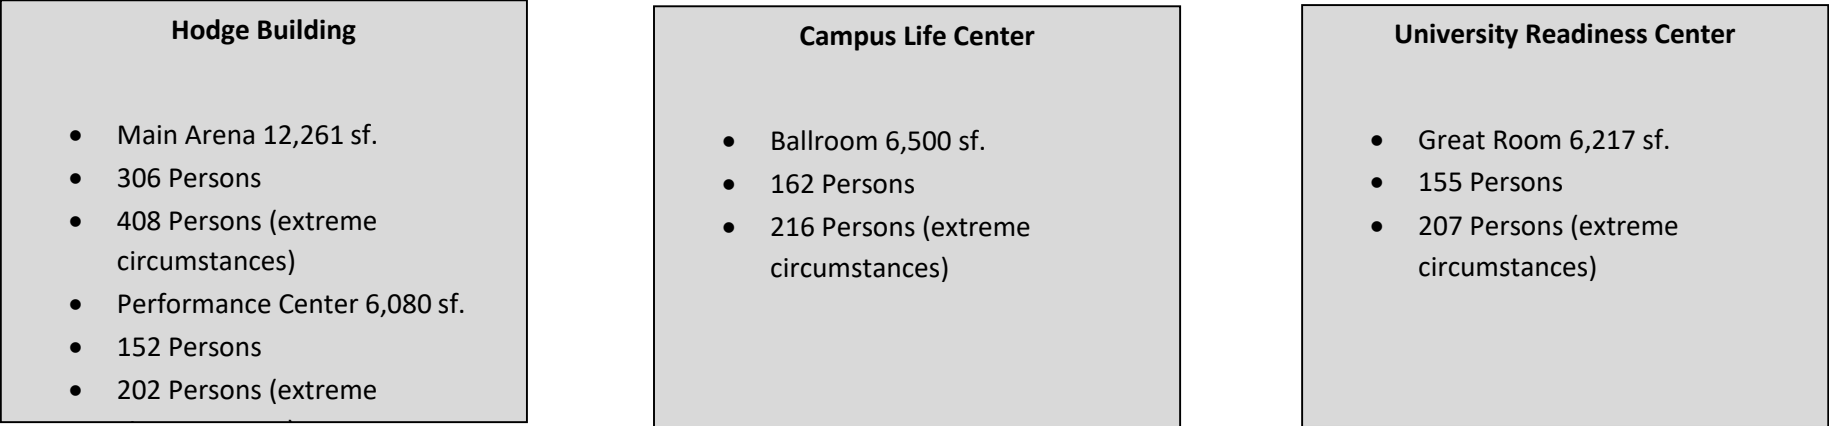 Hodge Building
• Main Arena 12,261 sf.
• 306 Persons
• 408 Persons (extreme
circumstances)
• Performance Center 6,080 sf.
• 152 Persons
• 202 Persons (extreme
Campus Life Center
• Ballroom 6,500 sf.
• 162 Persons
• 216 Persons (extreme
circumstances)
University Readiness Center
• Great Room 6,217 sf.
• 155 Persons
• 207 Persons (extreme
circumstances)